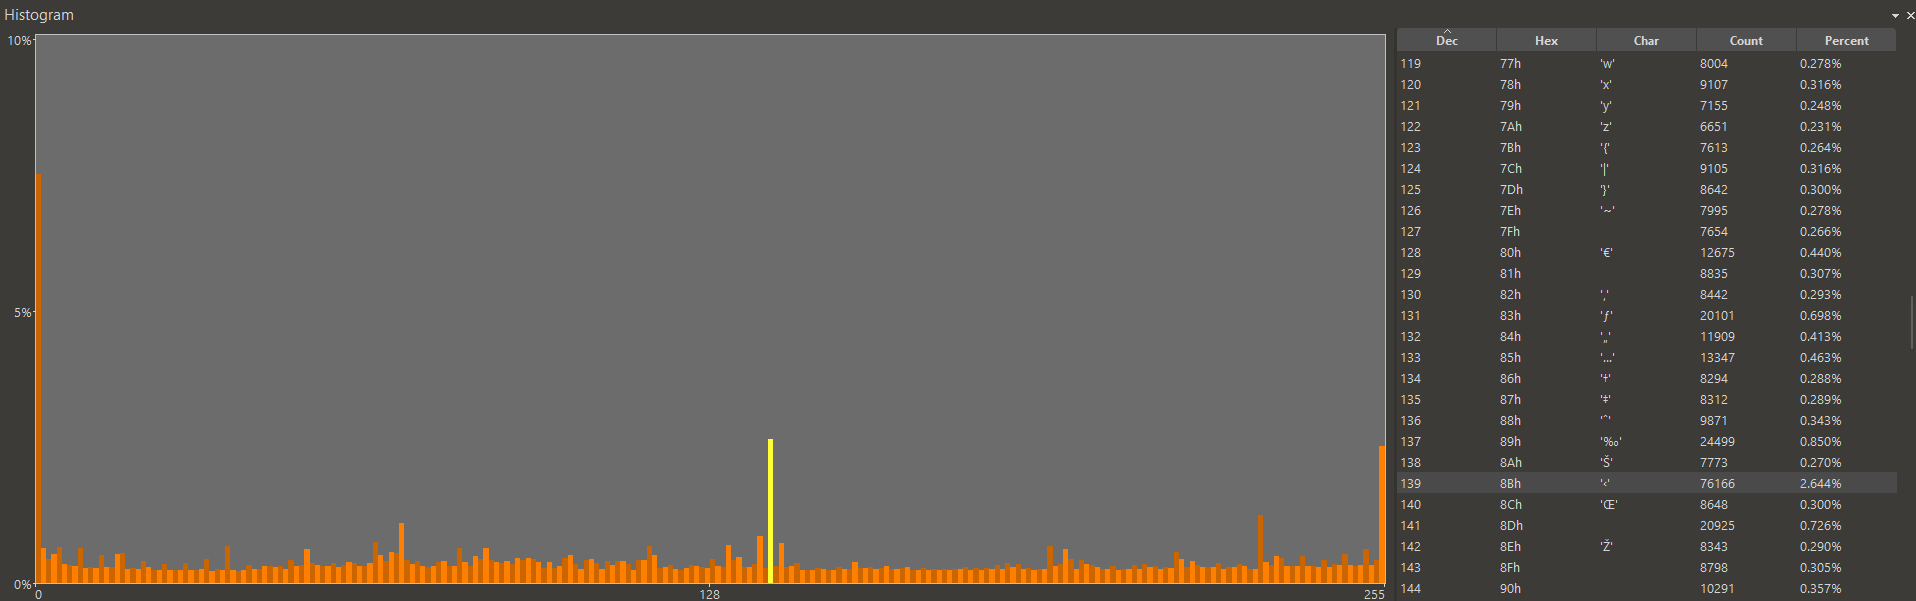 Histogram
10%
5%
0%
0 128 255
Dec Hex Char Count Percent
119 77h 'w' 8004 0.278%
120 78h 'x' 9107 0.316%
121 79h 'y' 7155 0.248%
122 7Ah 'z' 6651 0.231%
123 7Bh '{' 7613 0.264%
124 7Ch '|' 9105 0.316%
125 7Dh '}' 8642 0.300%
126 7Eh '~' 7995 0.278%
127 7Fh 7654 0.266%
128 80h '€' 12675 0.440%
129 81h 8835 0.307%
130 82h '‚' 8442 0.293%
131 83h 'ƒ' 20101 0.698%
132 84h '„' 11909 0.413%
133 85h '…' 13347 0.463%
134 86h '†' 8294 0.288%
135 87h '‡' 8312 0.289%
136 88h 'ˆ' 9871 0.343%
137 89h '‰' 24499 0.850%
138 8Ah 'Š' 7773 0.270%
139 8Bh '‹' 76166 2.644%
140 8Ch 'Œ' 8648 0.300%
141 8Dh 20925 0.726%
142 8Eh 'Ž' 8343 0.290%
143 8Fh 8798 0.305%
144 90h 10291 0.357%